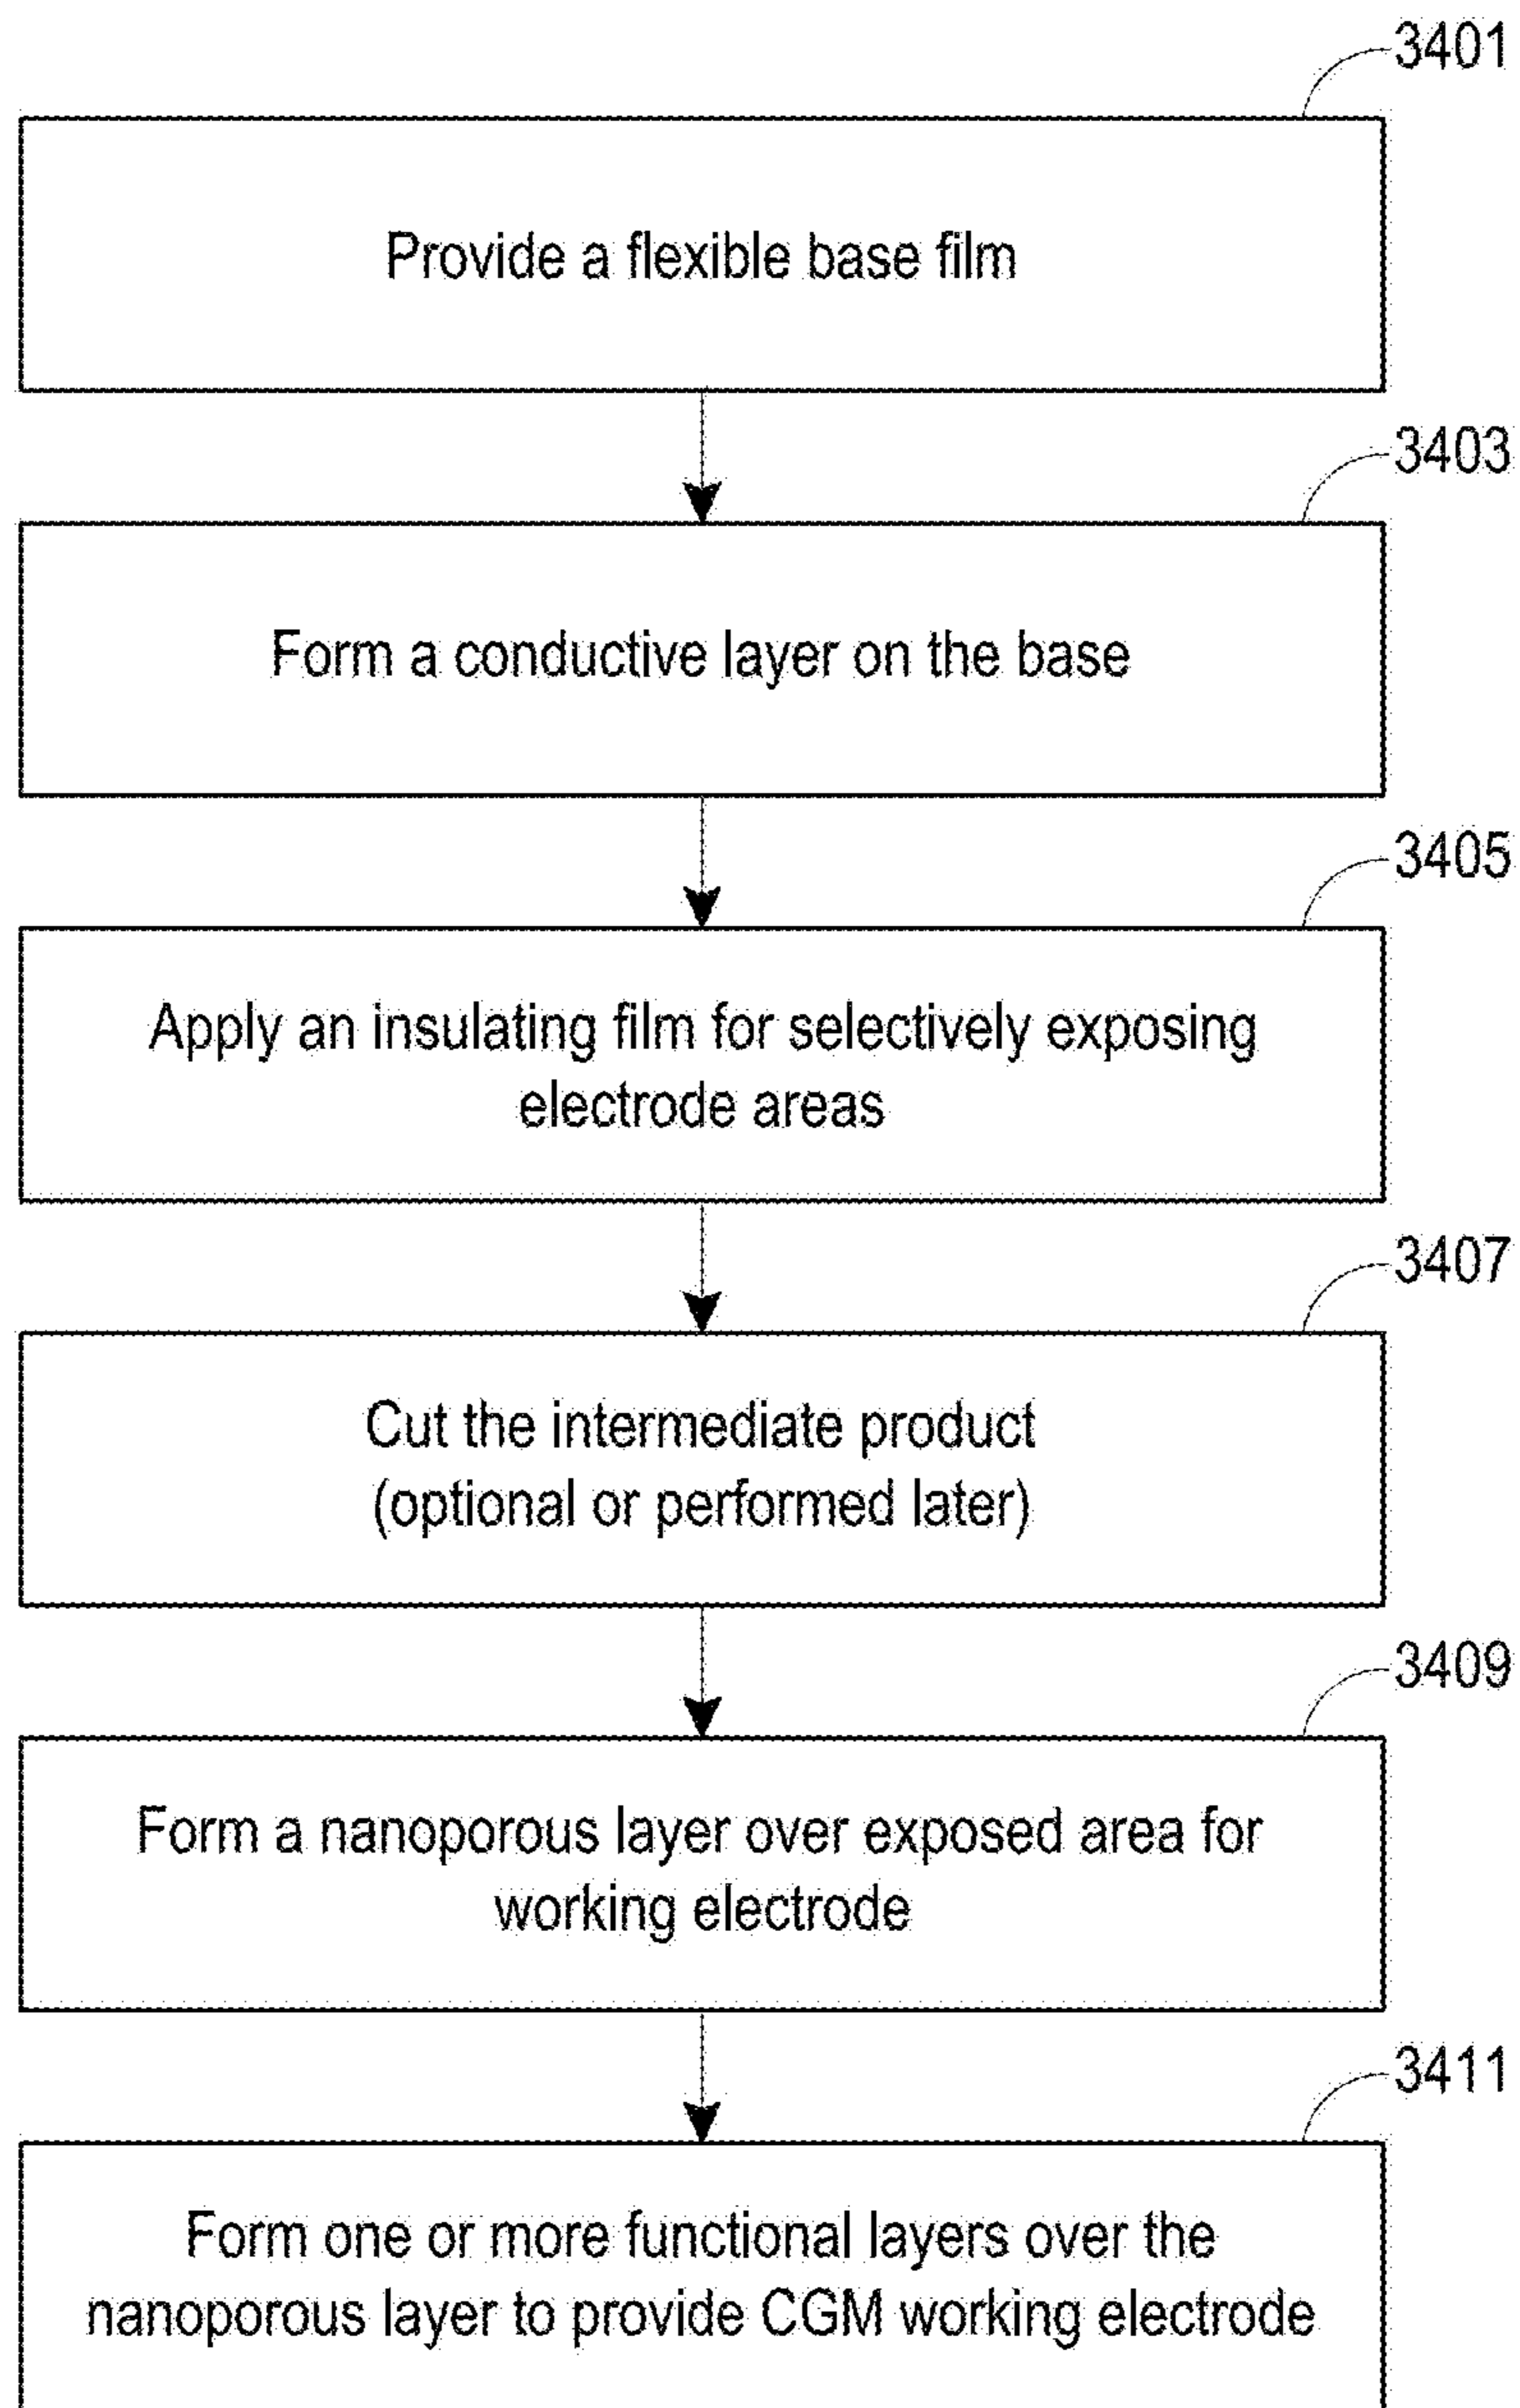 3401
Provide a flexible base film
3403
Form a conductive layer on the base
3405
Apply an insulating film for selectively exposing
electrode areas
3407
Cut the intermediate product
(optional or performed later)
3409
Form a nanoporous layer over exposed area for
working electrode
3411
Form one or more functional layers over the
nanoporous layer to provide CGM working electrode